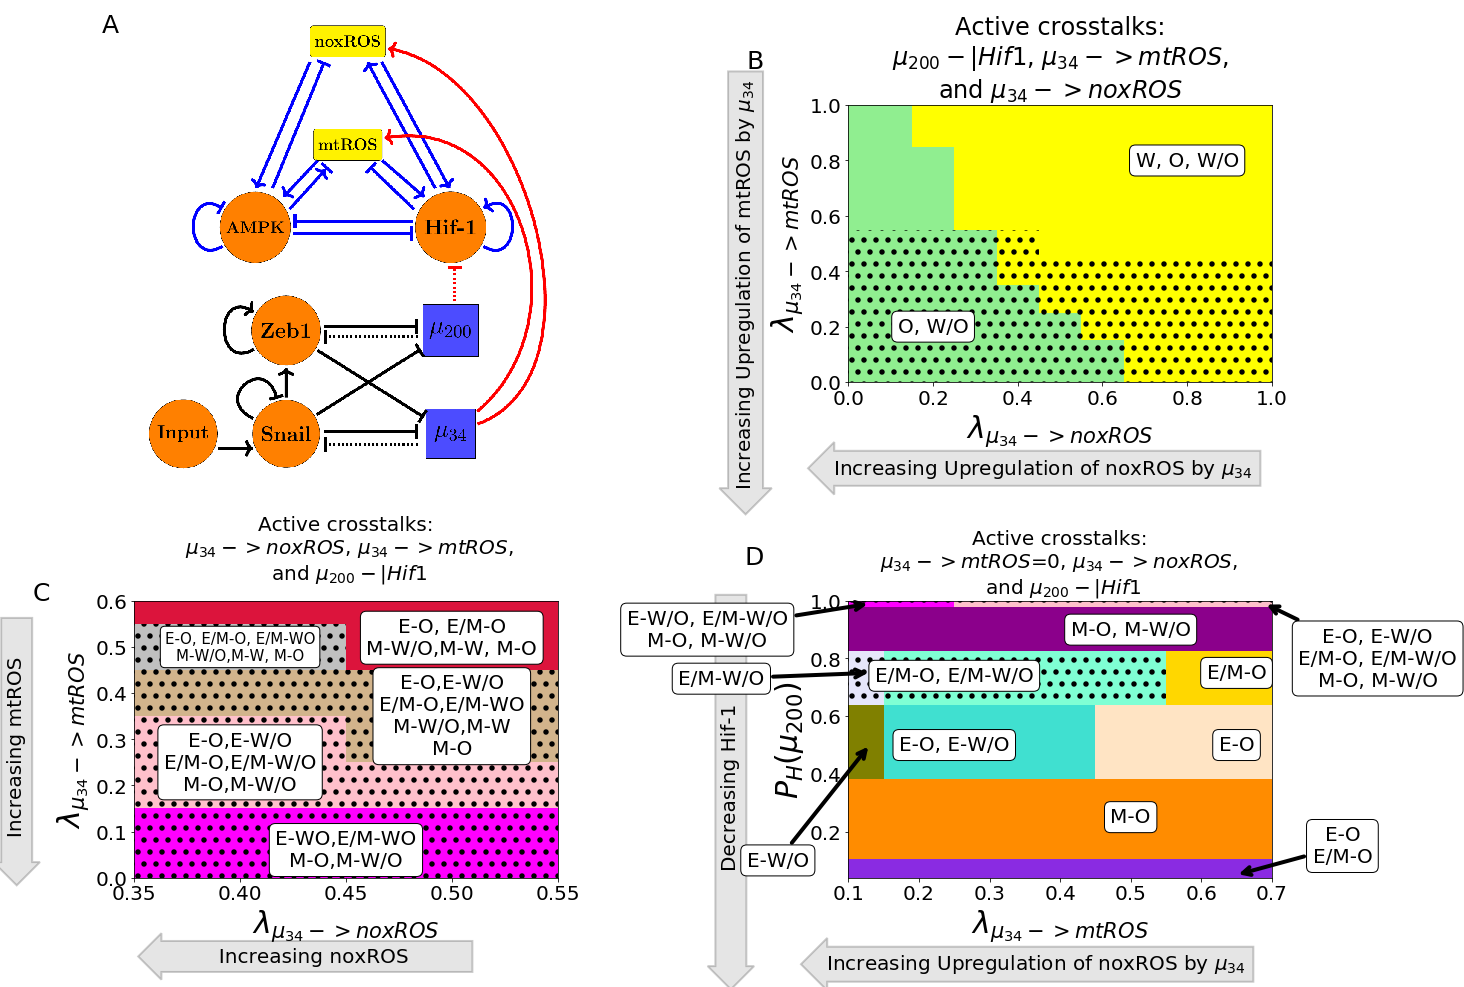 A
noxROS
mtROS
AMPK
Hif-1
Zeb1
μ200
Input
Snail
μ34
B
Active crosstalks:
μ200 −|Hif1, μ34 −> mtROS,
and μ34 −> noxROS
Increasing Upregulation of mtROS by μ34
λμ34−>mtROS
1.0
0.8
0.6
0.4
0.2
0.0
W, O, W/O
O, W/O
0.0 0.2 0.4 0.6 0.8 1.0
λμ34−>noxROS
Increasing Upregulation of noxROS by μ34
C
Active crosstalks:
μ34 −> noxROS, μ34 −> mtROS,
and μ200 −|Hif1
Increasing mtROS
λμ34−>mtROS
0.6
0.5
0.4
0.3
0.2
0.1
0.0
E-O, E/M-O, E/M-WO
M-W/O,M-W, M-O
E-O, E/M-O
M-W/O,M-W, M-O
E-O,E-W/O
E/M-O,E/M-WO
M-W/O,M-W
M-O
E-O,E-W/O
E/M-O,E/M-W/O
M-O,M-W/O
E-WO,E/M-WO
M-O,M-W/O
0.35 0.40 0.45 0.50 0.55
λμ34−>noxROS
Increasing noxROS
D
Active crosstalks:
μ34 −> mtROS=0, μ34 −> noxROS,
and μ200 −|Hif1
Decreasing Hif-1
PH(μ200)
1.0
0.8
0.6
0.4
0.2
E-W/O, E/M-W/O
M-O, M-W/O
E/M-W/O
M-O, M-W/O
E-O, E-W/O
E/M-O, E/M-W/O
M-O, M-W/O
E/M-O, E/M-W/O
E/M-O
E-O, E-W/O
E-O
M-O
E-W/O
E-O
E/M-O
0.1 0.2 0.3 0.4 0.5 0.6 0.7
λμ34−>mtROS
Increasing Upregulation of noxROS by μ34